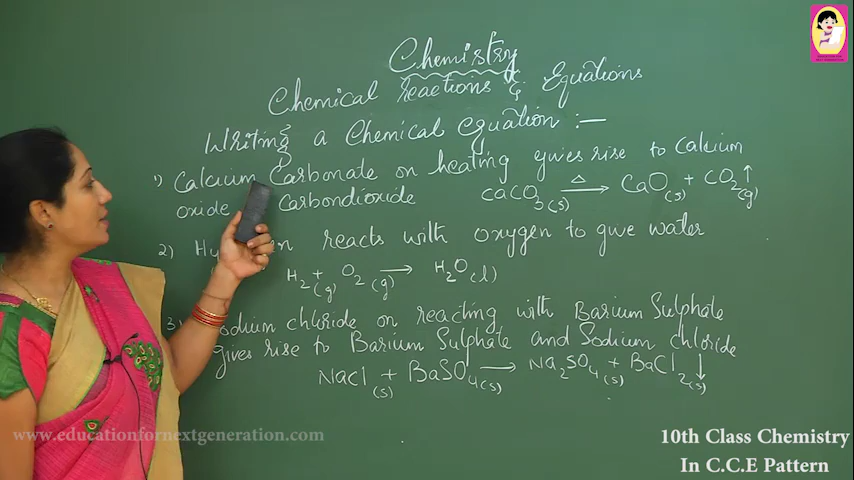 Chemistry
Chemical reactions & Equations
Writing a Chemical equation :—
1) Calcium Carbonate on heating gives rise to calcium
oxide Carbondioxide CaCO3(s) —Δ→ CaO(s) + CO2↑(g)
2) Hy n reacts with oxygen to give water
H2(g) + O2(g) → H2O(l)
3) Sodium chloride on reacting with Barium Sulphate
gives rise to Barium Sulphate and Sodium chloride
NaCl(s) + BaSO4(s) → Na2SO4(s) + BaCl2(s)↓
www.educationfornextgeneration.com
10th Class Chemistry
In C.C.E Pattern